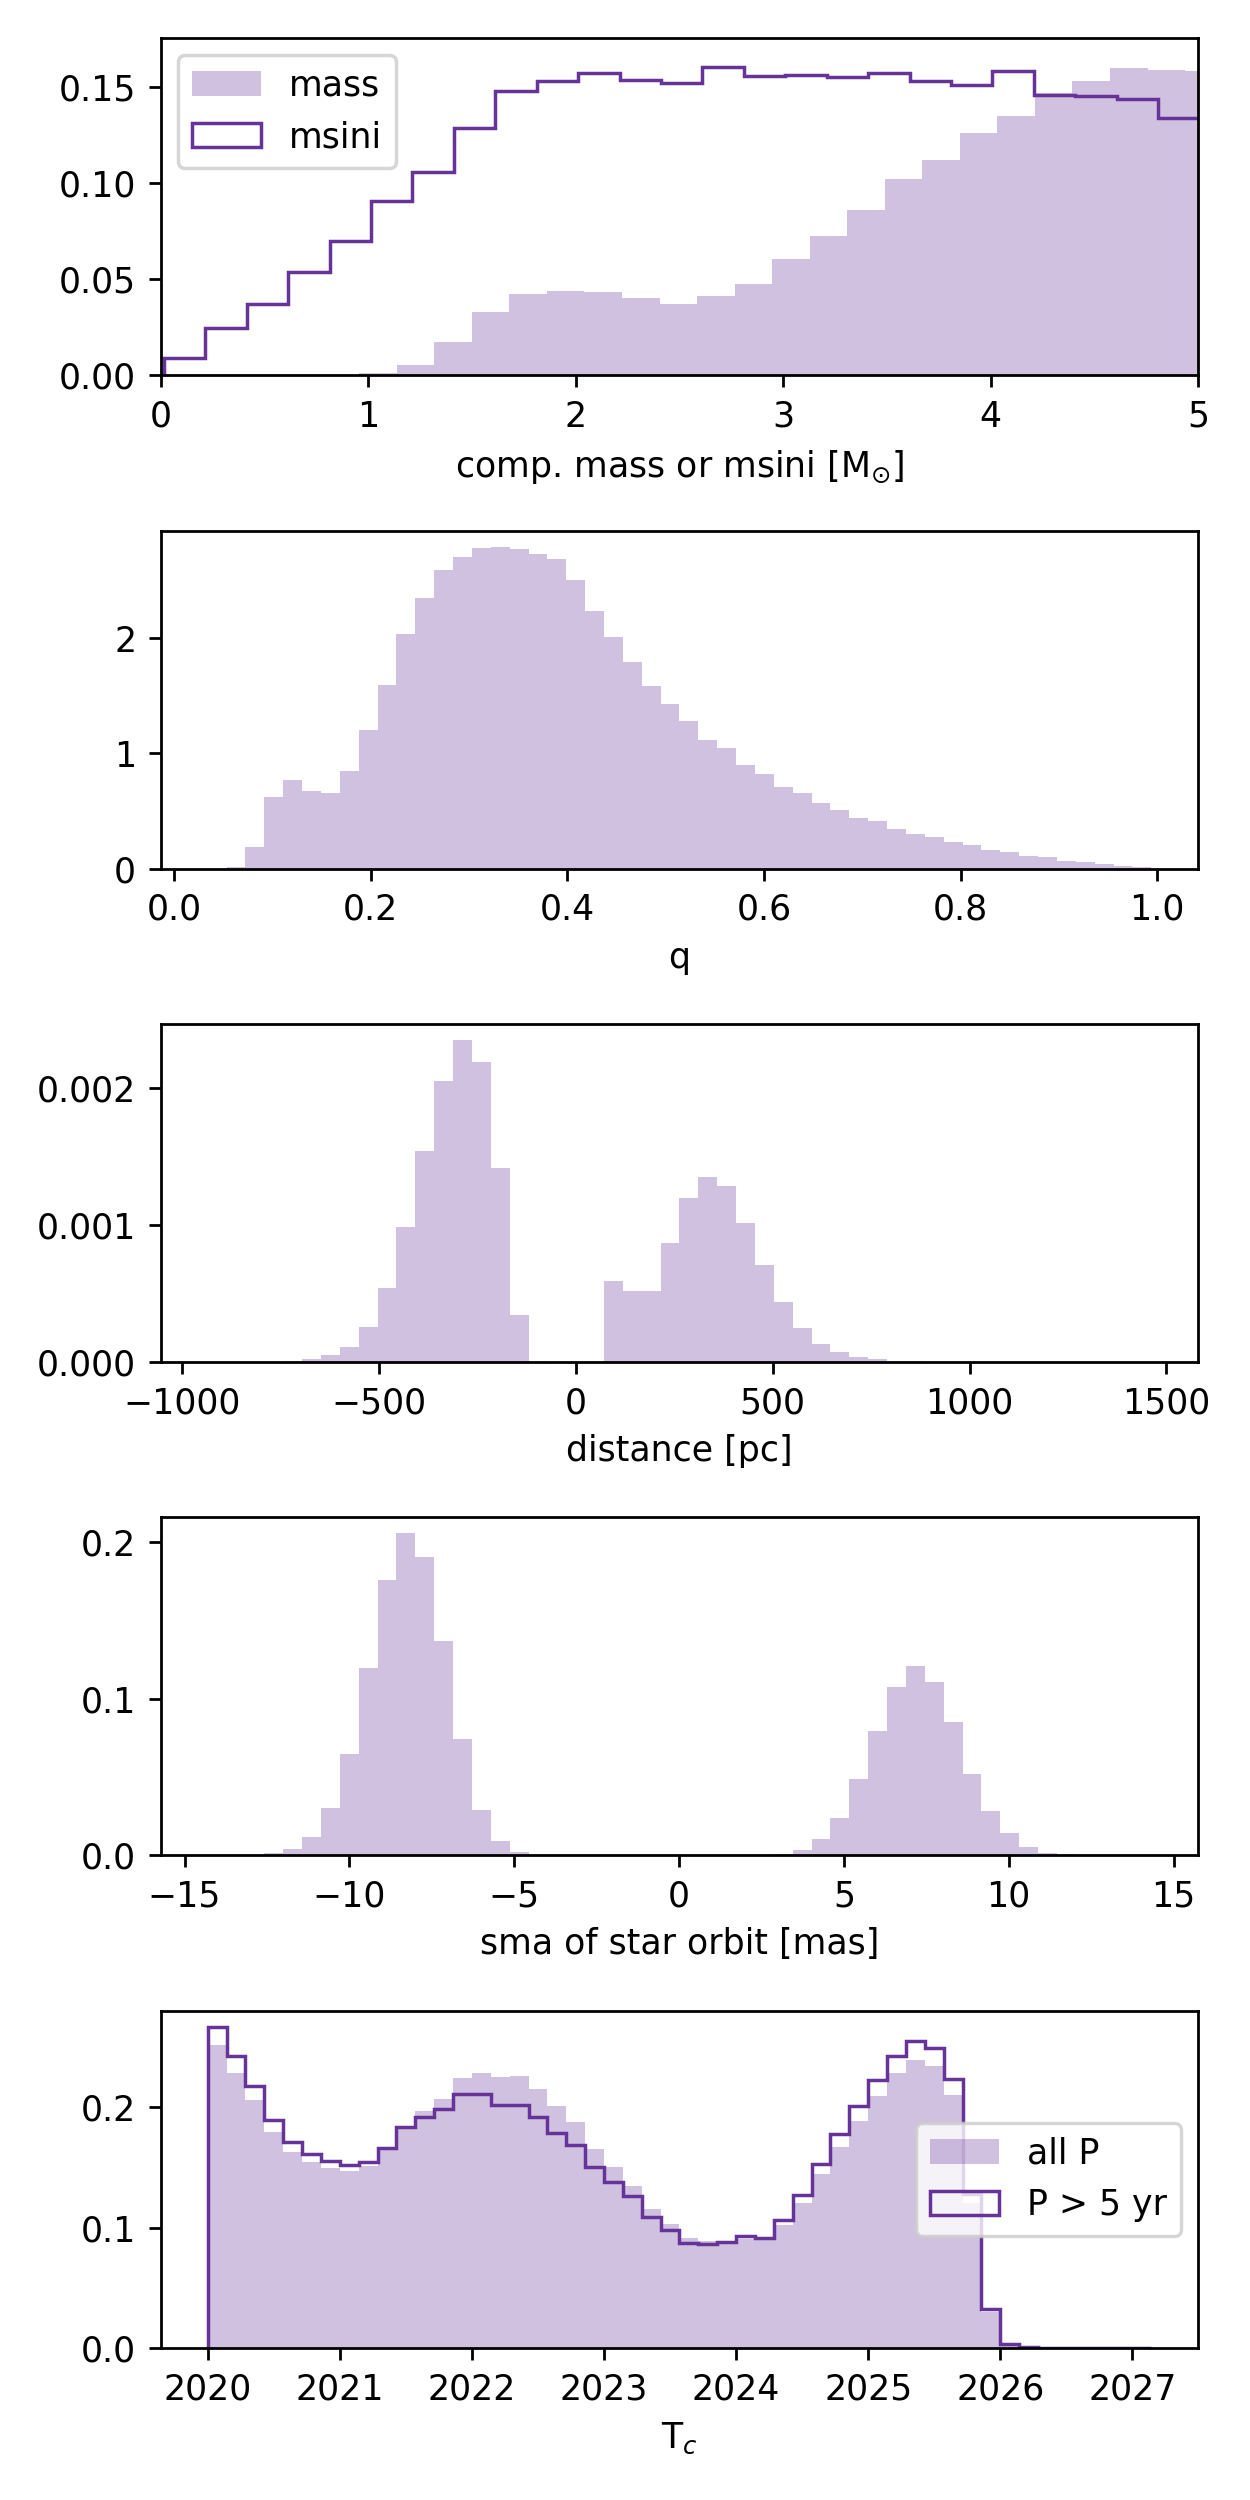 0.15
0.10
0.05
0.00
mass
msini
0 1 2 3 4 5
comp. mass or msini [M☉]
2
1
0
0.0 0.2 0.4 0.6 0.8 1.0
q
0.002
0.001
0.000
−1000 −500 0 500 1000 1500
distance [pc]
0.2
0.1
0.0
−15 −10 −5 0 5 10 15
sma of star orbit [mas]
0.2
0.1
0.0
all P
P > 5 yr
2020 2021 2022 2023 2024 2025 2026 2027
T_c